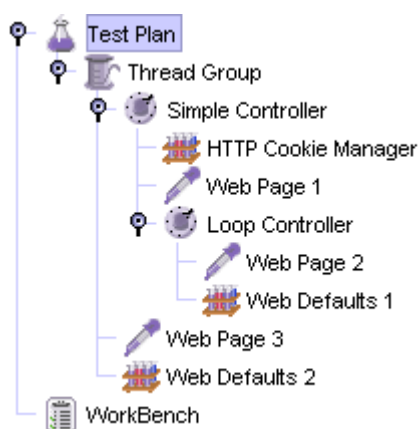 Test Plan
Thread Group
Simple Controller
HTTP Cookie Manager
Web Page 1
Loop Controller
Web Page 2
Web Defaults 1
Web Page 3
Web Defaults 2
WorkBench